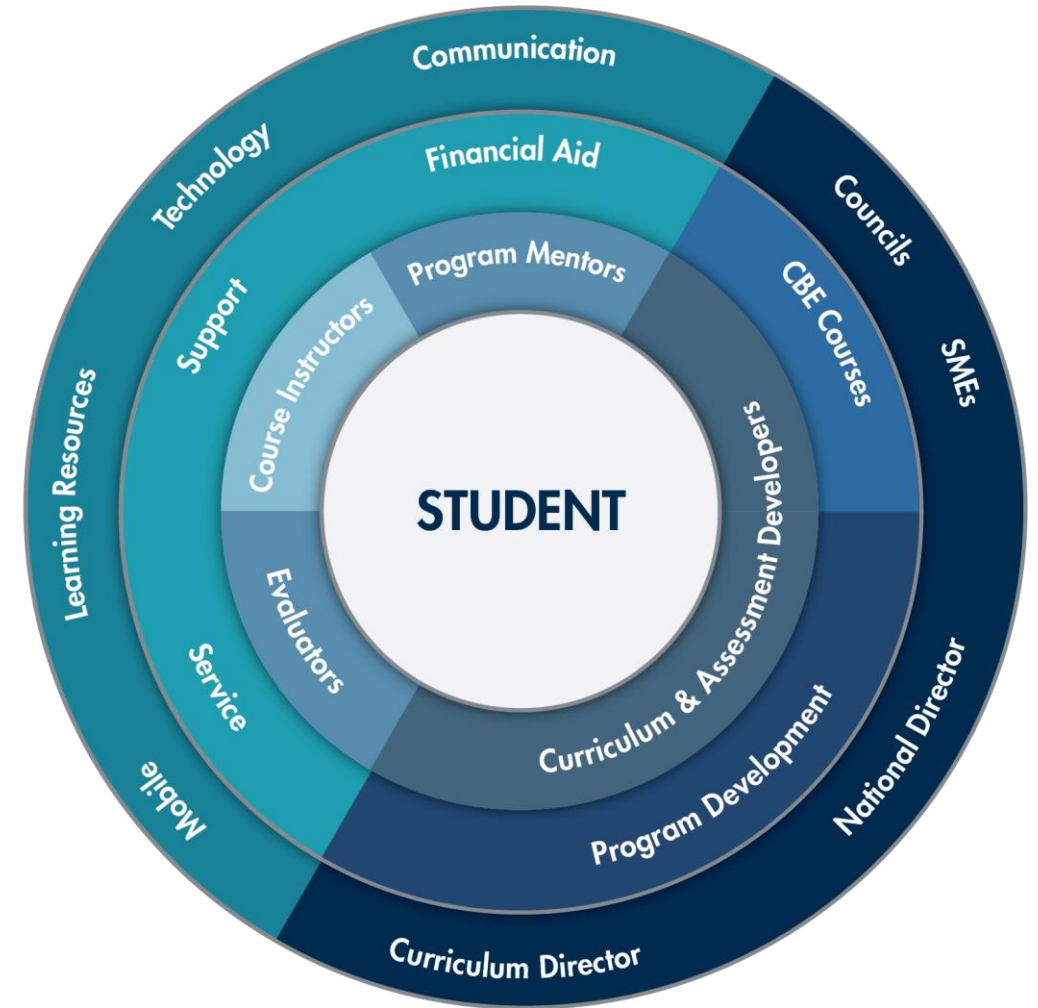 Communication
Technology
Learning Resources
Mobile
Councils
SMEs
National Director
Curriculum Director
Financial Aid
Support
Service
CBE Courses
Program Development
Program Mentors
Course Instructors
Evaluators
Curriculum & Assessment Developers
STUDENT